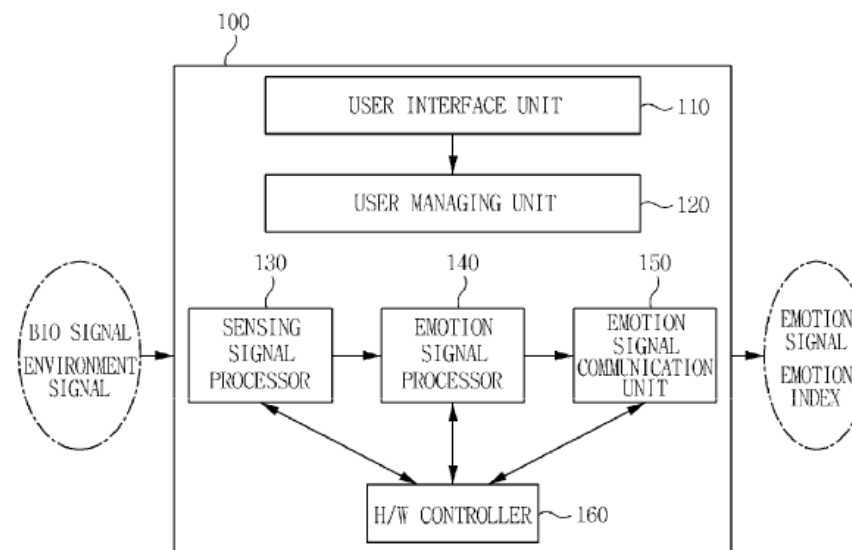 100
USER INTERFACE UNIT
110
USER MANAGING UNIT
120
130
140
150
BIO SIGNAL
ENVIRONMENT
SIGNAL
SENSING
SIGNAL
PROCESSOR
EMOTION
SIGNAL
PROCESSOR
EMOTION
SIGNAL
COMMUNICATION
UNIT
EMOTION
SIGNAL
EMOTION
INDEX
H/W CONTROLLER
160